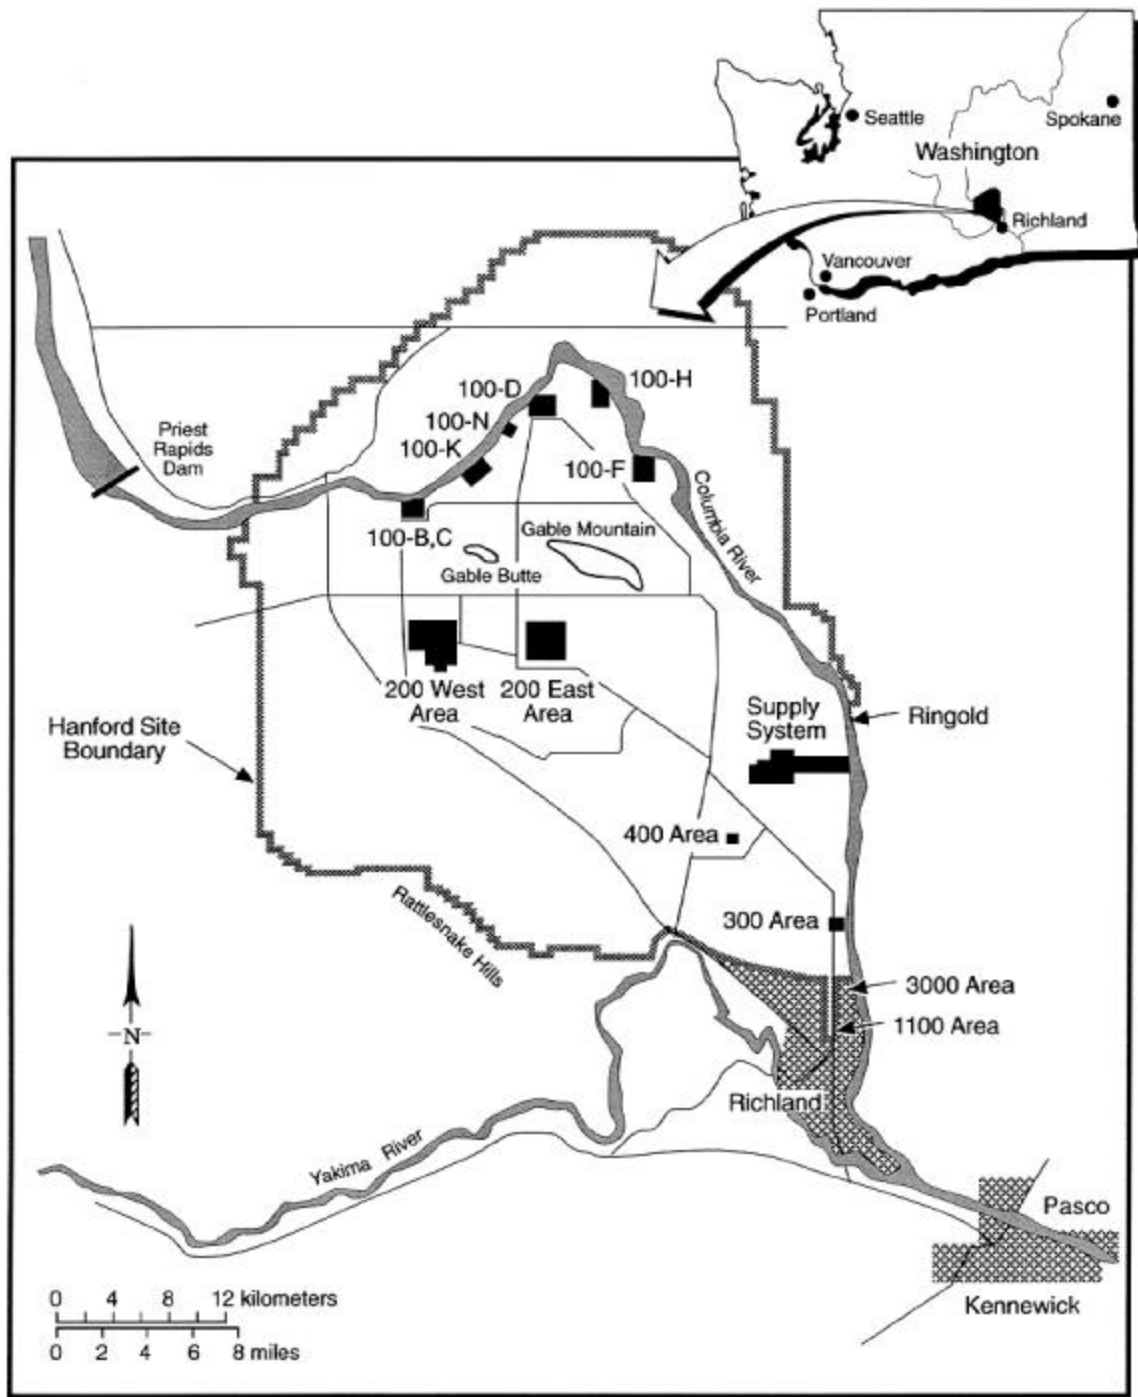 Seattle
Spokane
Washington
Richland
Vancouver
Portland
100-H
100-D
100-N
100-K
100-F
Priest
Rapids
Dam
Columbia River
100-B,C
Gable Mountain
Gable Butte
200 West
Area
200 East
Area
Supply
System
Ringold
Hanford Site
Boundary
400 Area
300 Area
Rattlesnake Hills
3000 Area
1100 Area
N
Richland
Yakima River
Pasco
Kennewick
0 4 8 12 kilometers
0 2 4 6 8 miles